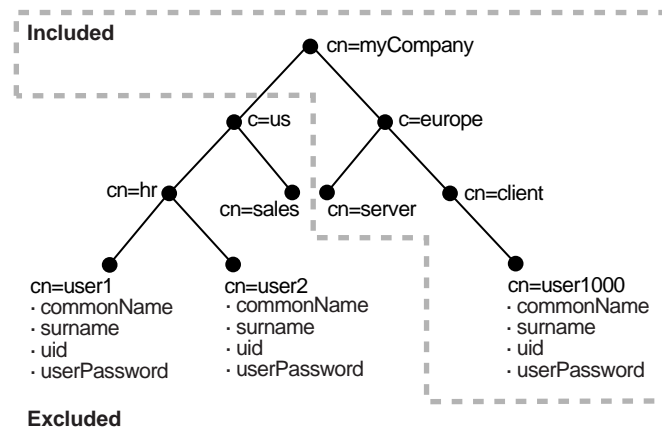 Included
cn=myCompany
c=us
c=europe
cn=hr
cn=sales
cn=server
cn=client
cn=user1
· commonName
· surname
· uid
· userPassword
cn=user2
· commonName
· surname
· uid
· userPassword
cn=user1000
· commonName
· surname
· uid
· userPassword
Excluded